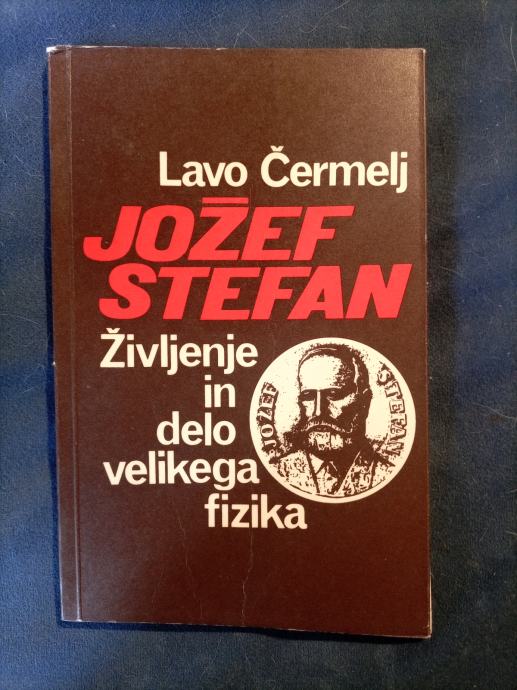 Lavo Čermelj
JOŽEF
STEFAN
Življenje
in
delo
velikega
fizika
JOŽEF STEFAN